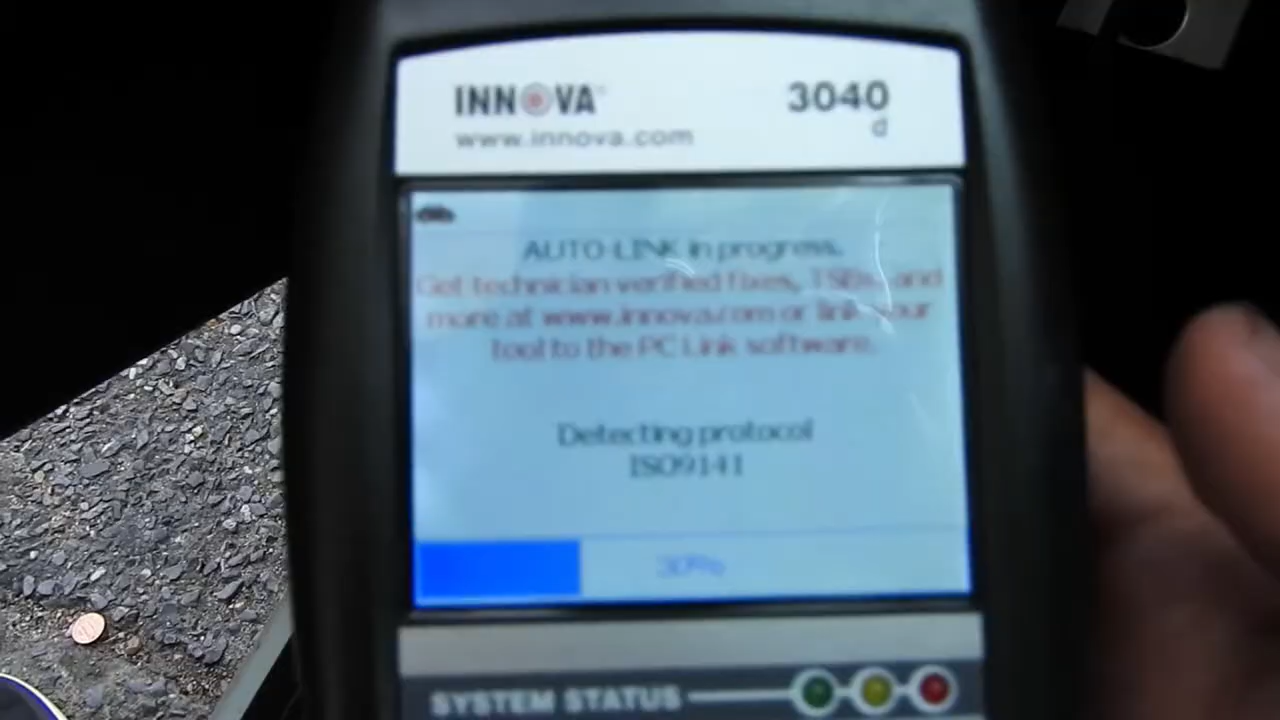 INNOVA 3040
www.innova.com d
AUTO-LINK in progress.
Get technician verified fixes, TSBs, and
more at www.innova.com or link your
tool to the PC Link software.
Detecting protocol
ISO9141
30%
SYSTEM STATUS